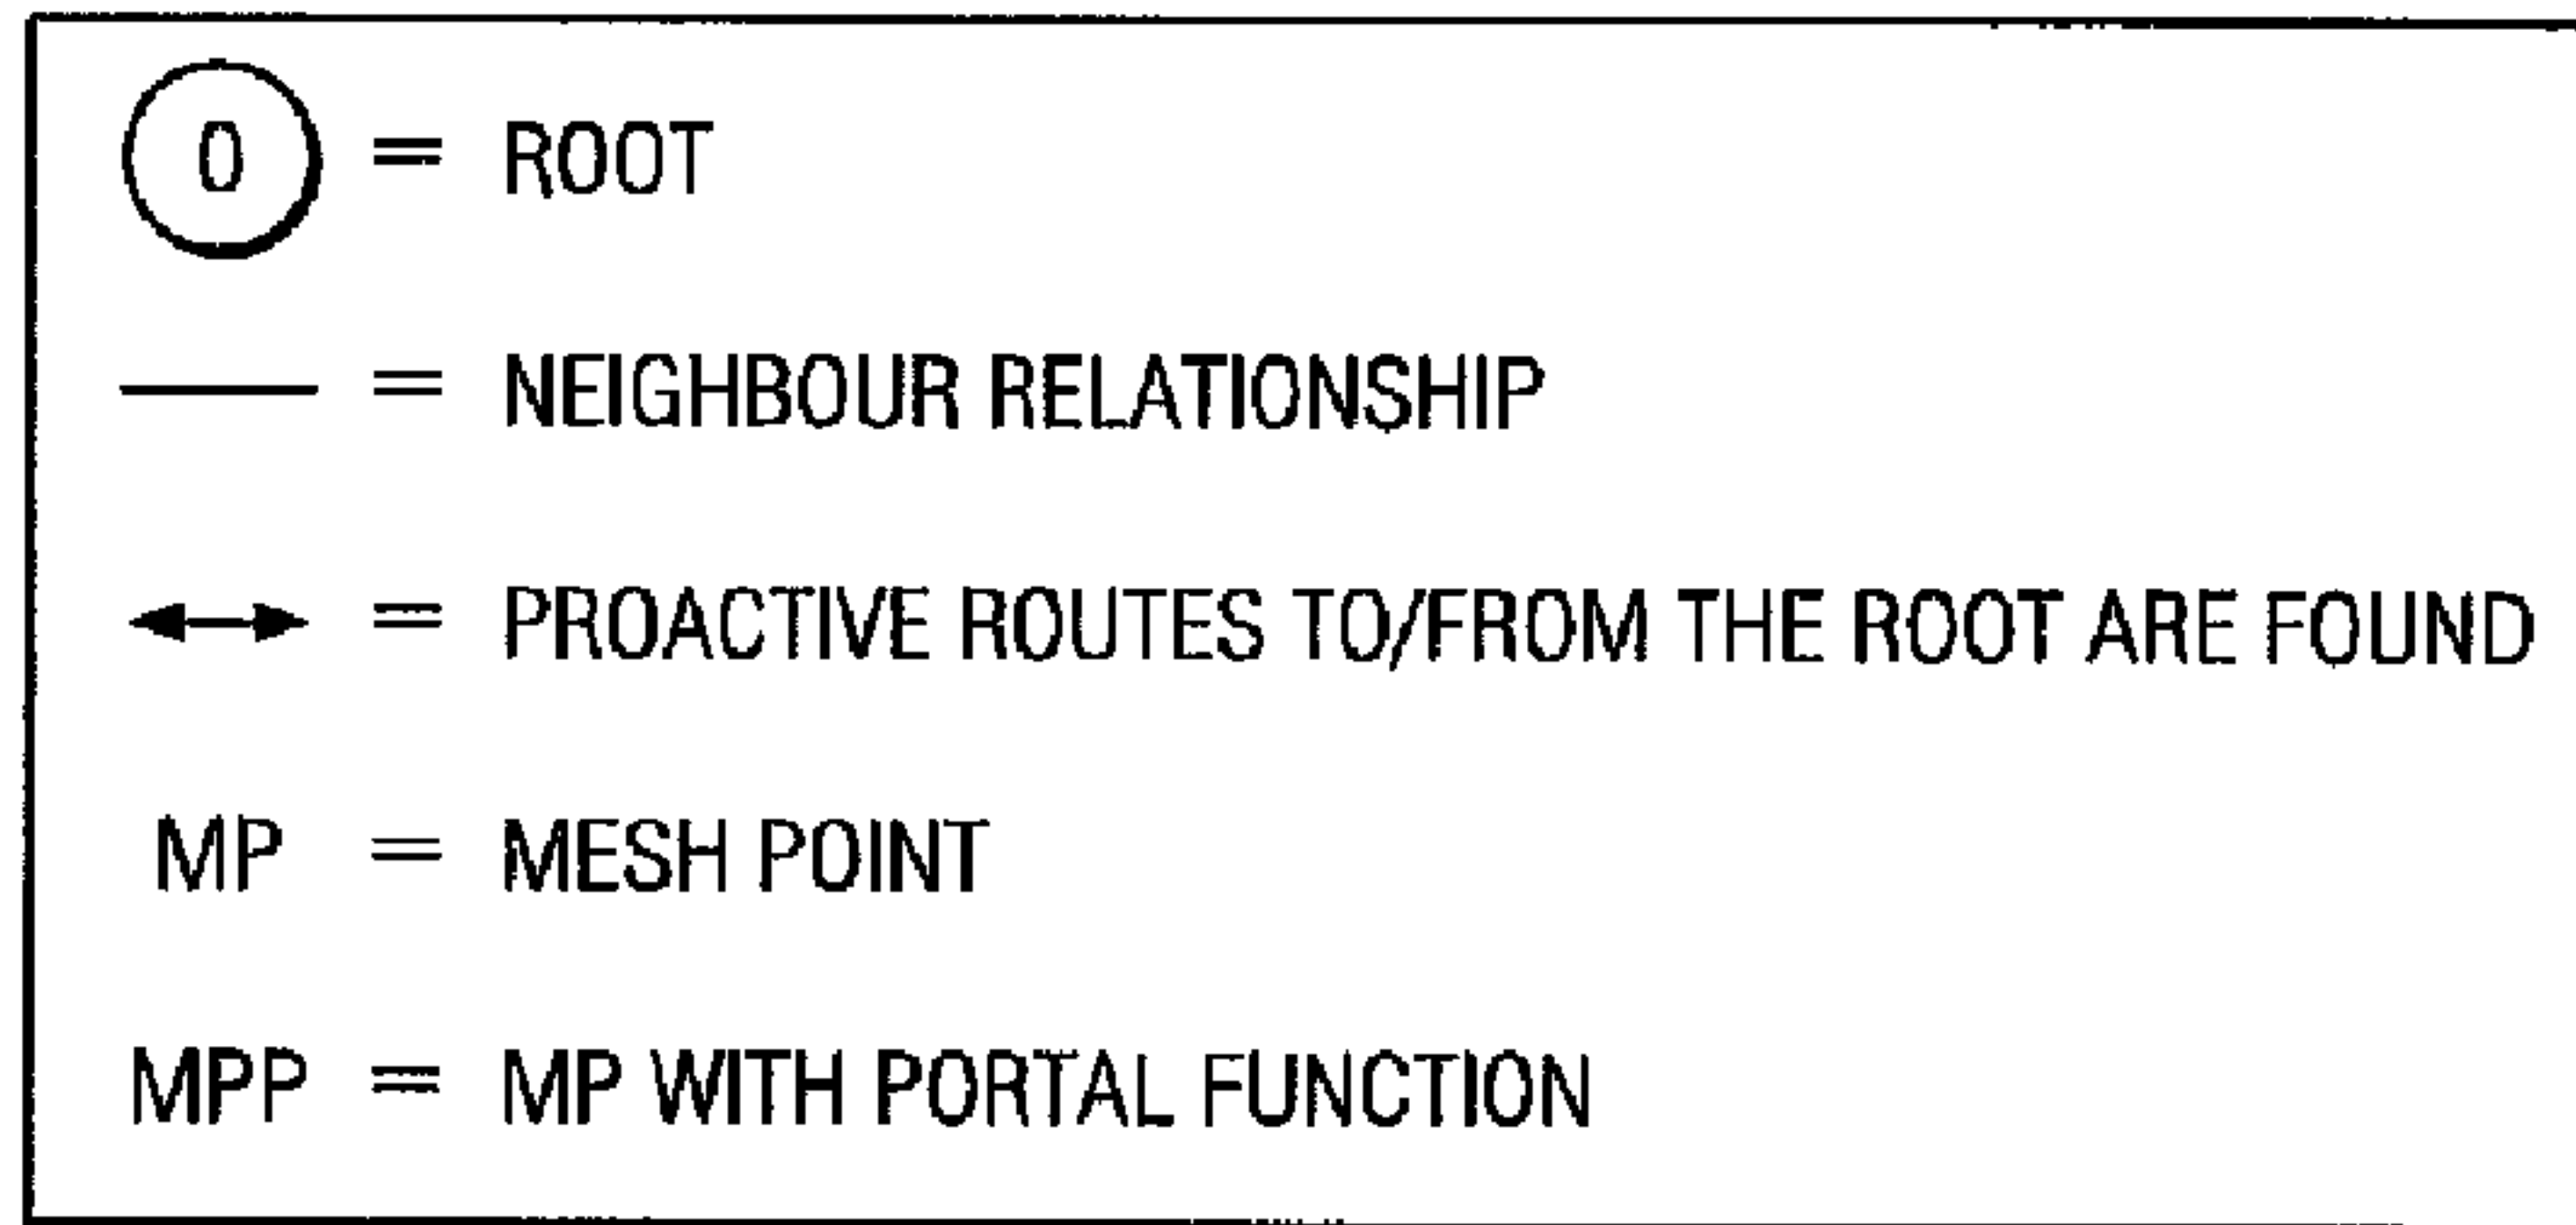 0 = ROOT
= NEIGHBOUR RELATIONSHIP
= PROACTIVE ROUTES TO/FROM THE ROOT ARE FOUND
MP = MESH POINT
MPP = MP WITH PORTAL FUNCTION